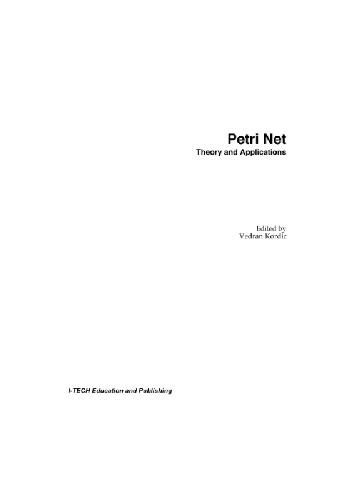 Petri Net
Theory and Applications
Edited by
Vedran Kordic
I-TECH Education and Publishing